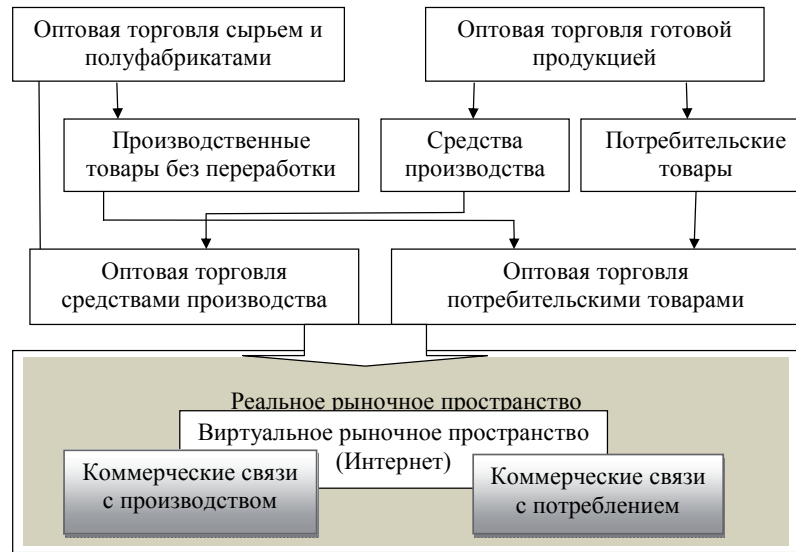 Оптовая торговля сырьем и
полуфабрикатами
Оптовая торговля готовой
продукцией
Производственные
товары без переработки
Средства
производства
Потребительские
товары
Оптовая торговля
средствами производства
Оптовая торговля
потребительскими товарами
Реальное рыночное пространство
Виртуальное рыночное пространство
(Интернет)
Коммерческие связи
с производством
Коммерческие связи
с потреблением